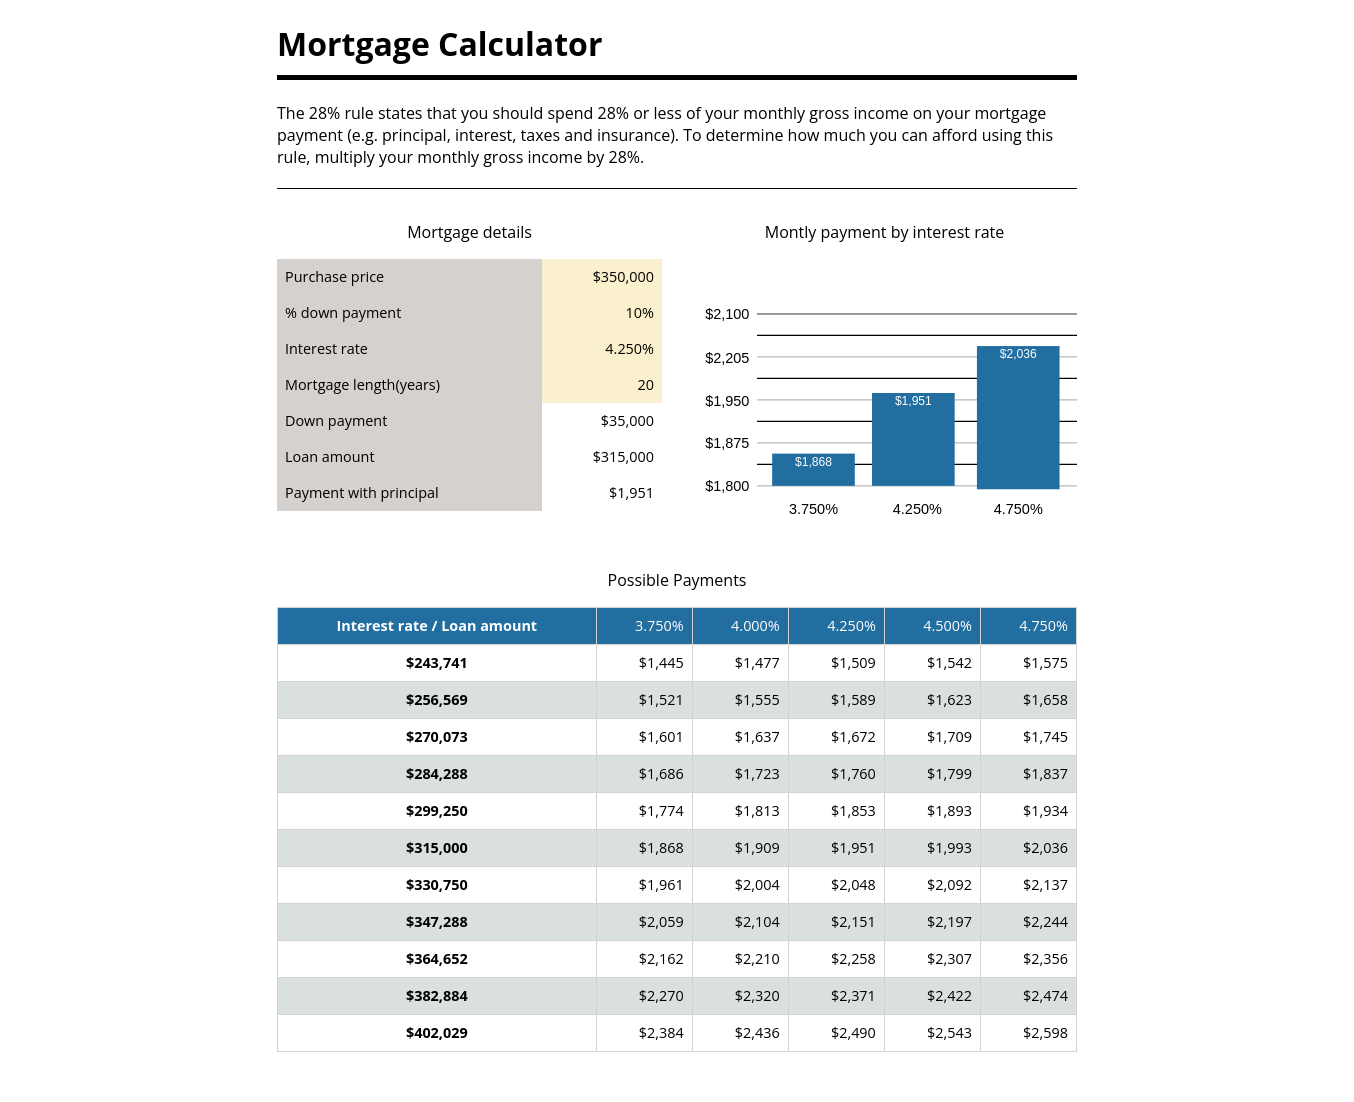 Mortgage Calculator
The 28% rule states that you should spend 28% or less of your monthly gross income on your mortgage
payment (e.g. principal, interest, taxes and insurance). To determine how much you can afford using this
rule, multiply your monthly gross income by 28%.
Mortgage details
Purchase price $350,000
% down payment 10%
Interest rate 4.250%
Mortgage length(years) 20
Down payment $35,000
Loan amount $315,000
Payment with principal $1,951
Montly payment by interest rate
$2,100
$2,205
$1,950
$1,875
$1,800
$1,868
$1,951
$2,036
3.750% 4.250% 4.750%
Possible Payments
Interest rate / Loan amount 3.750% 4.000% 4.250% 4.500% 4.750%
$243,741 $1,445 $1,477 $1,509 $1,542 $1,575
$256,569 $1,521 $1,555 $1,589 $1,623 $1,658
$270,073 $1,601 $1,637 $1,672 $1,709 $1,745
$284,288 $1,686 $1,723 $1,760 $1,799 $1,837
$299,250 $1,774 $1,813 $1,853 $1,893 $1,934
$315,000 $1,868 $1,909 $1,951 $1,993 $2,036
$330,750 $1,961 $2,004 $2,048 $2,092 $2,137
$347,288 $2,059 $2,104 $2,151 $2,197 $2,244
$364,652 $2,162 $2,210 $2,258 $2,307 $2,356
$382,884 $2,270 $2,320 $2,371 $2,422 $2,474
$402,029 $2,384 $2,436 $2,490 $2,543 $2,598